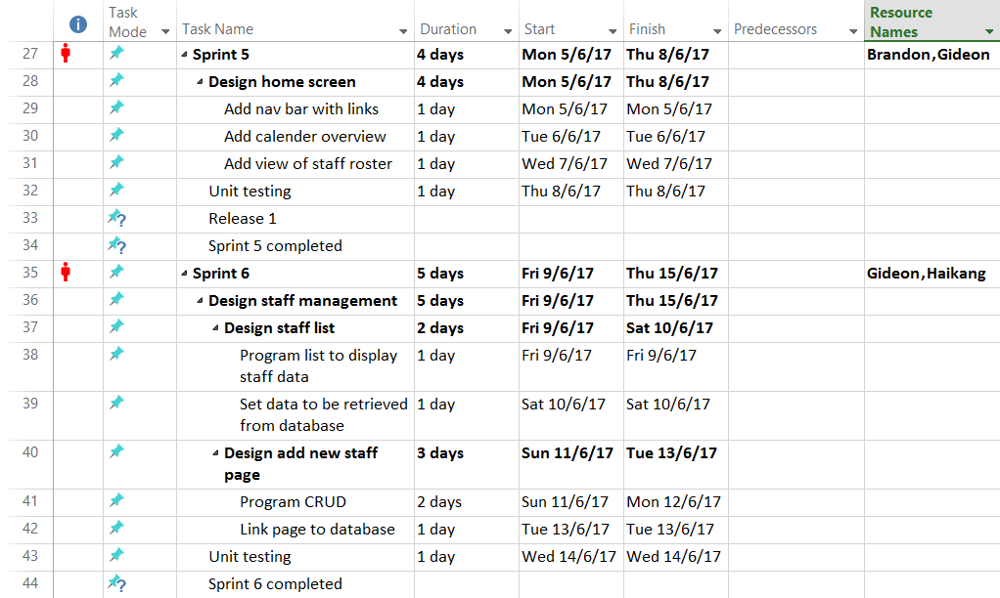 Task Mode Task Name Duration Start Finish Predecessors Resource Names
27 Sprint 5 4 days Mon 5/6/17 Thu 8/6/17 Brandon,Gideon
28 Design home screen 4 days Mon 5/6/17 Thu 8/6/17
29 Add nav bar with links 1 day Mon 5/6/17 Mon 5/6/17
30 Add calender overview 1 day Tue 6/6/17 Tue 6/6/17
31 Add view of staff roster 1 day Wed 7/6/17 Wed 7/6/17
32 Unit testing 1 day Thu 8/6/17 Thu 8/6/17
33 ? Release 1
34 ? Sprint 5 completed
35 Sprint 6 5 days Fri 9/6/17 Thu 15/6/17 Gideon,Haikang
36 Design staff management 5 days Fri 9/6/17 Thu 15/6/17
37 Design staff list 2 days Fri 9/6/17 Sat 10/6/17
38 Program list to display 1 day Fri 9/6/17 Fri 9/6/17
staff data
39 Set data to be retrieved 1 day Sat 10/6/17 Sat 10/6/17
from database
40 Design add new staff 3 days Sun 11/6/17 Tue 13/6/17
page
41 Program CRUD 2 days Sun 11/6/17 Mon 12/6/17
42 Link page to database 1 day Tue 13/6/17 Tue 13/6/17
43 Unit testing 1 day Wed 14/6/17 Wed 14/6/17
44 ? Sprint 6 completed